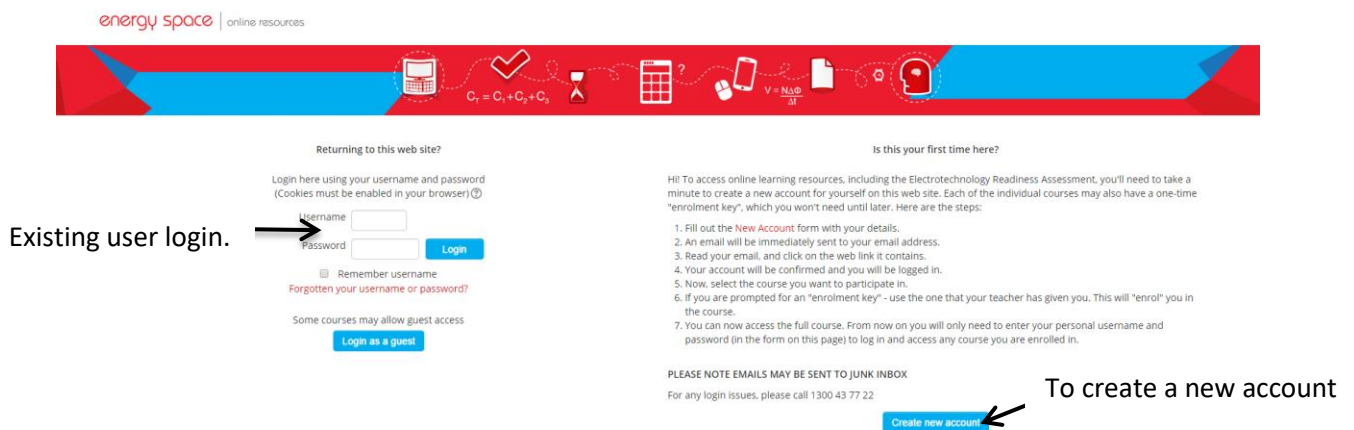 energy space | online resources
C₁ = C₁+C₂+C₃
?
V = NΔΦ
Δt
Returning to this web site?
Login here using your username and password
(Cookies must be enabled in your browser)
Username
Password
Login
Remember username
Forgotten your username or password?
Some courses may allow guest access
Login as a guest
Existing user login.
Is this your first time here?
Hi! To access online learning resources, including the Electrotechnology Readiness Assessment, you'll need to take a
minute to create a new account for yourself on this web site. Each of the individual courses may also have a one-time
"enrolment key", which you won't need until later. Here are the steps:
1. Fill out the New Account form with your details.
2. An email will be immediately sent to your email address.
3. Read your email, and click on the web link it contains.
4. Your account will be confirmed and you will be logged in.
5. Now, select the course you want to participate in.
6. If you are prompted for an "enrolment key" - use the one that your teacher has given you. This will "enrol" you in
the course.
7. You can now access the full course. From now on you will only need to enter your personal username and
password (in the form on this page) to log in and access any course you are enrolled in.
PLEASE NOTE EMAILS MAY BE SENT TO JUNK INBOX
For any login issues, please call 1300 43 77 22
Create new account
To create a new account